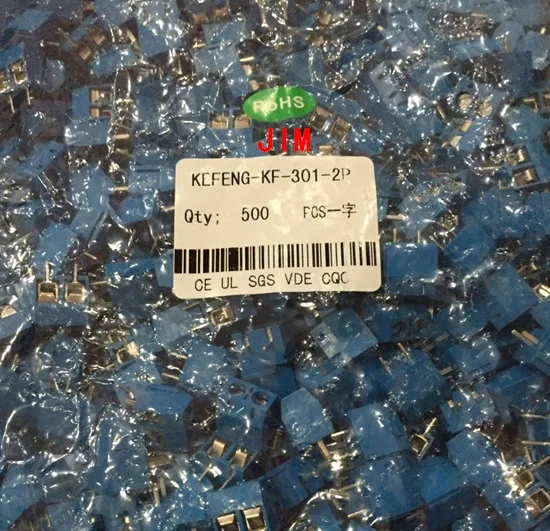 RoHS
JIM
KEFENG-KF-301-2P
Qty; 500 PCS一字
CE UL SGS VDE CQC